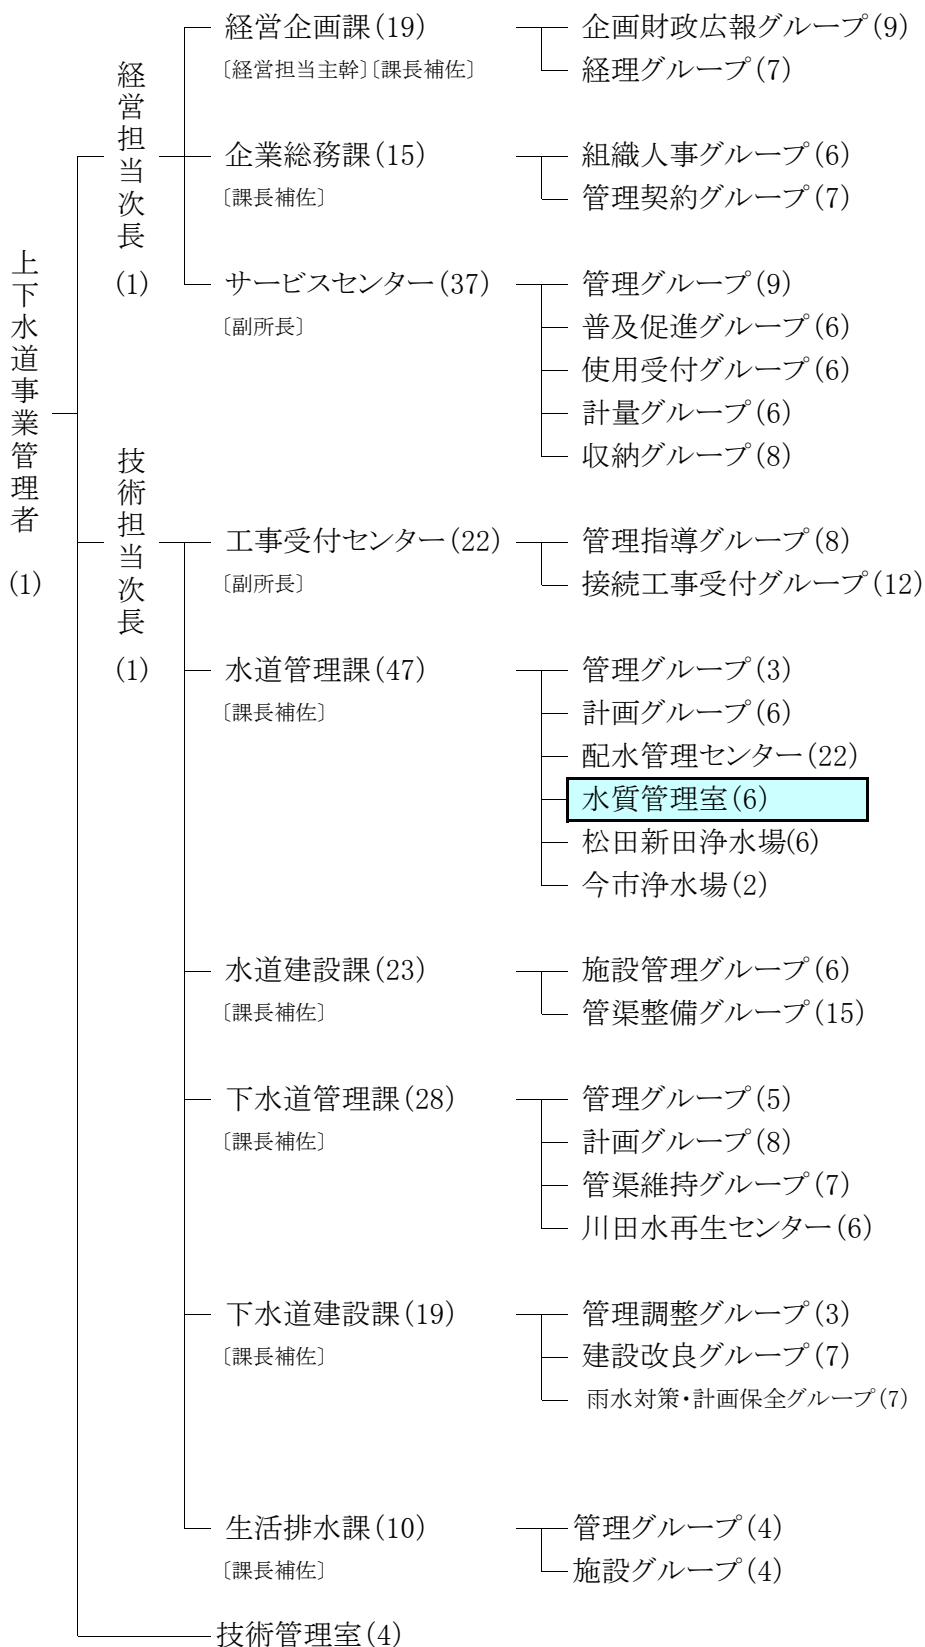 上下水道事業管理者
(1)
経営担当次長
(1)
経営企画課(19)
〔経営担当主幹〕〔課長補佐〕
企画財政広報グループ(9)
経理グループ(7)
企業総務課(15)
〔課長補佐〕
組織人事グループ(6)
管理契約グループ(7)
サービスセンター(37)
〔副所長〕
管理グループ(9)
普及促進グループ(6)
使用受付グループ(6)
計量グループ(6)
収納グループ(8)
技術担当次長
(1)
工事受付センター(22)
〔副所長〕
管理指導グループ(8)
接続工事受付グループ(12)
水道管理課(47)
〔課長補佐〕
管理グループ(3)
計画グループ(6)
配水管理センター(22)
水質管理室(6)
松田新田浄水場(6)
今市浄水場(2)
水道建設課(23)
〔課長補佐〕
施設管理グループ(6)
管渠整備グループ(15)
下水道管理課(28)
〔課長補佐〕
管理グループ(5)
計画グループ(8)
管渠維持グループ(7)
川田水再生センター(6)
下水道建設課(19)
〔課長補佐〕
管理調整グループ(3)
建設改良グループ(7)
雨水対策・計画保全グループ(7)
生活排水課(10)
〔課長補佐〕
管理グループ(4)
施設グループ(4)
技術管理室(4)